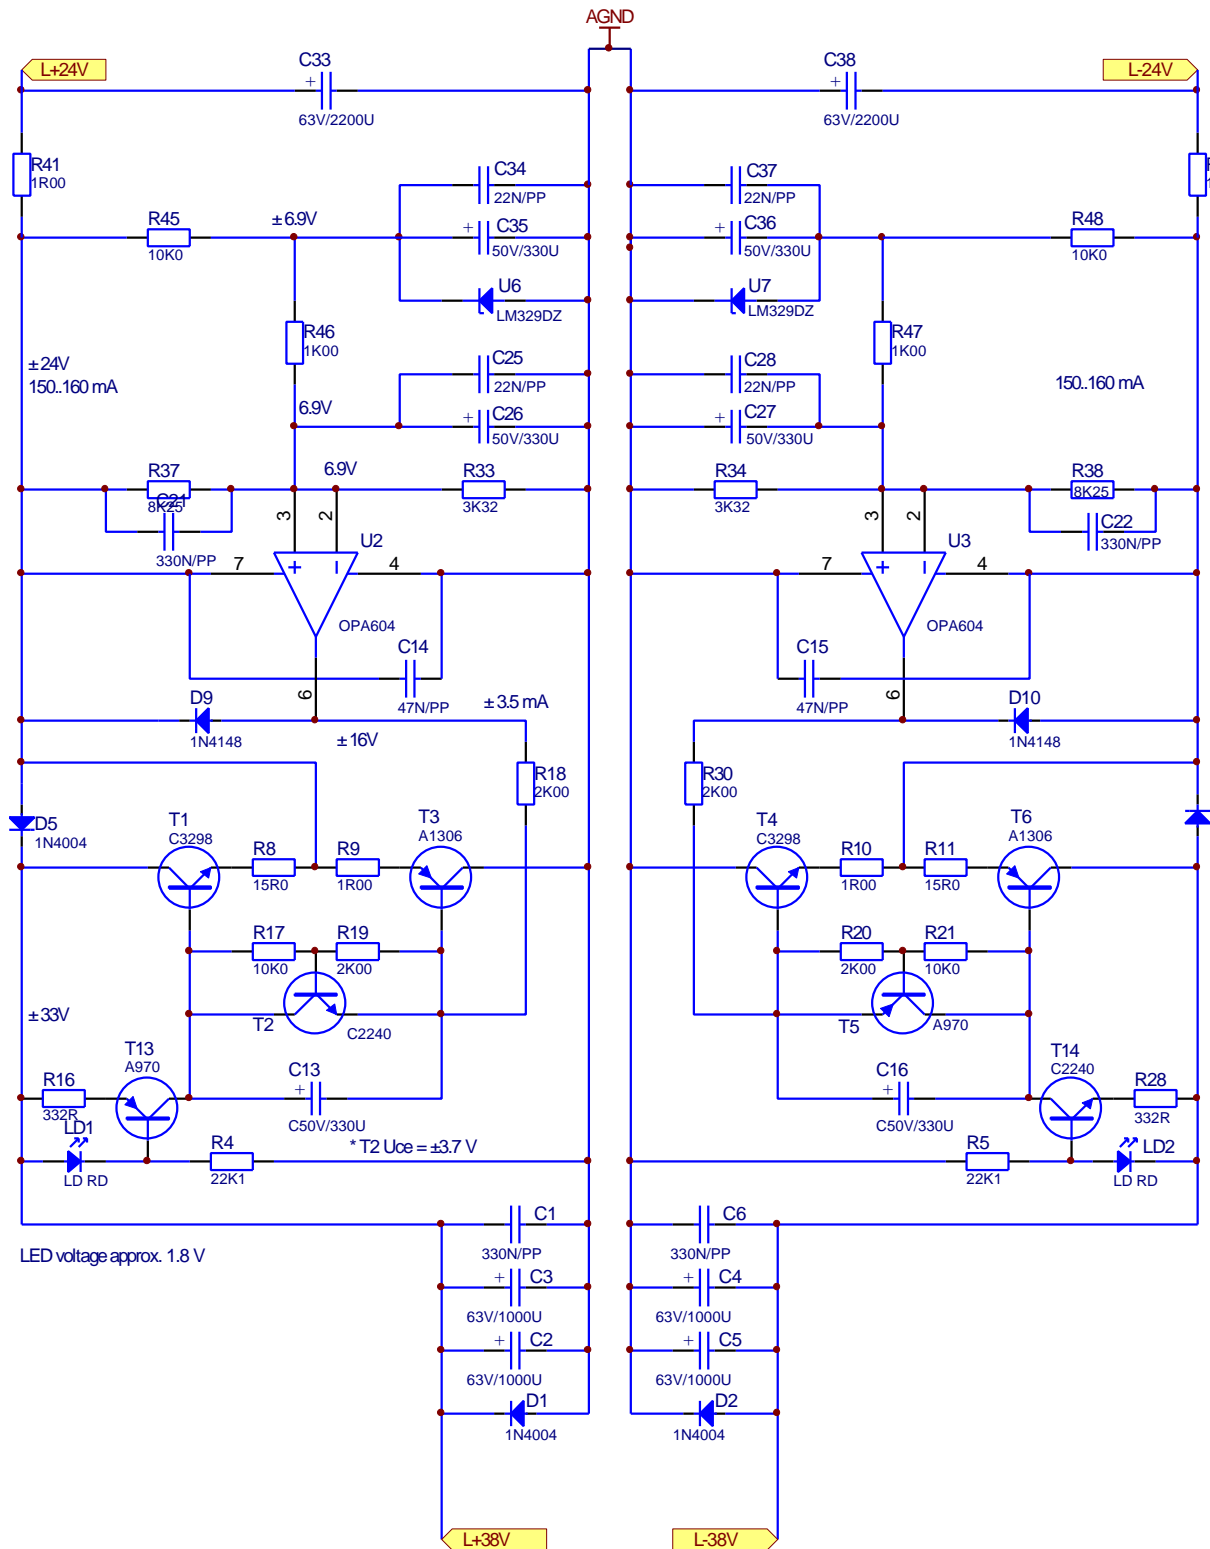 AGND
L+24V
C33
+
63V/2200U
C38
+
63V/2200U
L-24V
R41
1R00
C34
22N/PP
C37
22N/PP
R45
10K0
±6.9V
+
C35
50V/330U
+
C36
50V/330U
R48
10K0
U6
LM329DZ
U7
LM329DZ
R46
1K00
R47
1K00
±24V
150..160 mA
C25
22N/PP
C28
22N/PP
150..160 mA
6.9V
+
C26
50V/330U
+
C27
50V/330U
R37
8K25
C21
330N/PP
6.9V
R33
3K32
R34
3K32
R38
8K25
C22
330N/PP
3
2
U2
+
7
4
OPA604
3
2
U3
+
7
4
OPA604
C14
47N/PP
C15
47N/PP
6
6
D9
1N4148
±16V
±3.5 mA
D10
1N4148
R18
2K00
R30
2K00
D5
1N4004
T1
C3298
R8
15R0
R9
1R00
T3
A1306
T4
C3298
R10
1R00
R11
15R0
T6
A1306
R17
10K0
R19
2K00
R20
2K00
R21
10K0
±33V
T2
C2240
T5
A970
T13
A970
R16
332R
C13
+
C50V/330U
C16
+
C50V/330U
T14
C2240
R28
332R
LD1
LD RD
R4
22K1
* T2 Uce = ±3.7 V
R5
22K1
LD2
LD RD
LED voltage approx. 1.8 V
C1
330N/PP
C6
330N/PP
+
C3
63V/1000U
+
C4
63V/1000U
+
C2
63V/1000U
+
C5
63V/1000U
D1
1N4004
D2
1N4004
L+38V
L-38V